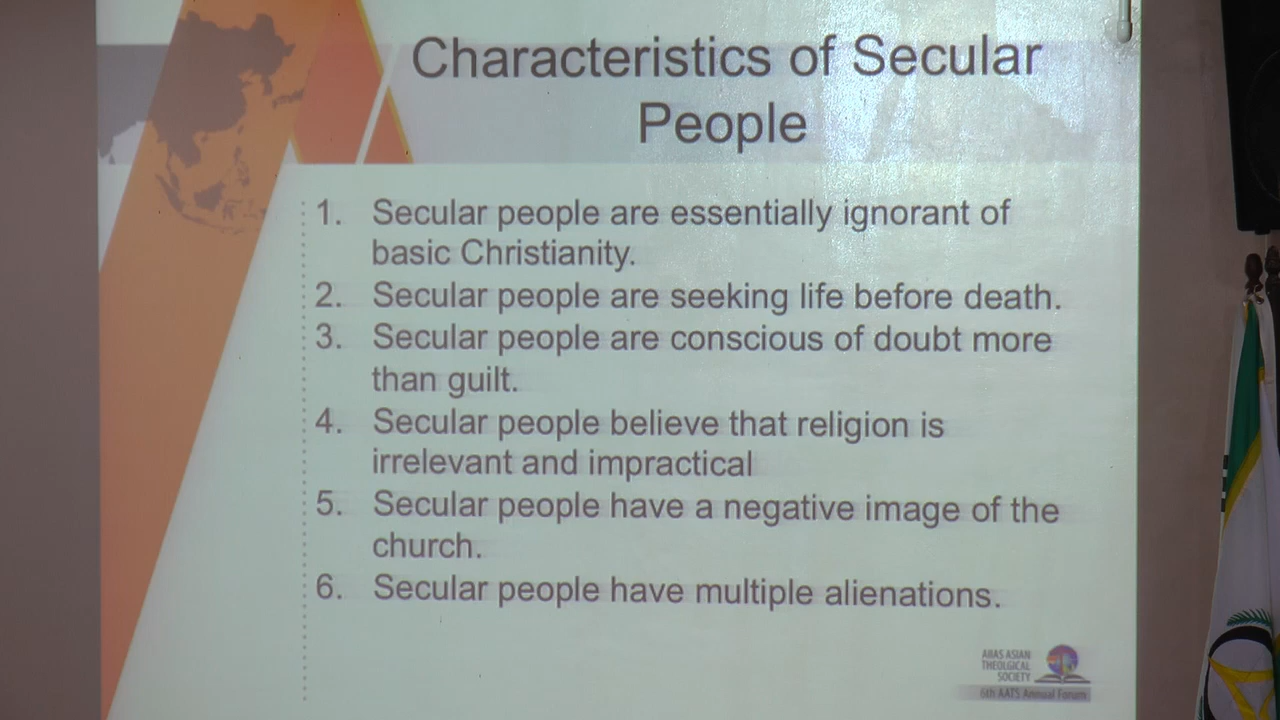 Characteristics of Secular
People
1. Secular people are essentially ignorant of
basic Christianity.
2. Secular people are seeking life before death.
3. Secular people are conscious of doubt more
than guilt.
4. Secular people believe that religion is
irrelevant and impractical
5. Secular people have a negative image of the
church.
6. Secular people have multiple alienations.
AIIAS ASIAN
THEOLGICAL
SOCIETY
6th AATS Annual Forum